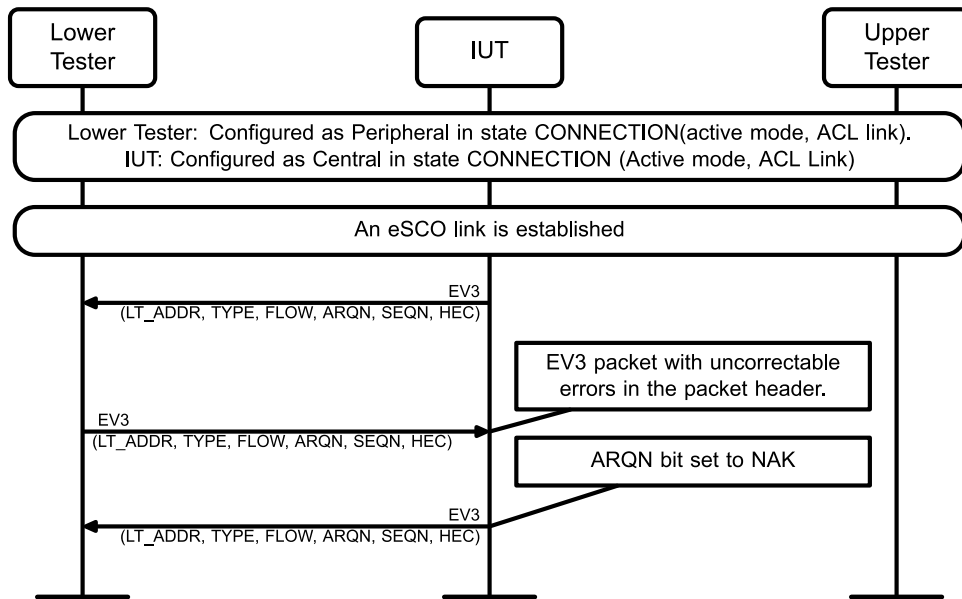 Lower
Tester
IUT
Upper
Tester
Lower Tester: Configured as Peripheral in state CONNECTION(active mode, ACL link).
IUT: Configured as Central in state CONNECTION (Active mode, ACL Link)
An eSCO link is established
EV3
(LT_ADDR, TYPE, FLOW, ARQN, SEQN, HEC)
EV3 packet with uncorrectable
errors in the packet header.
EV3
(LT_ADDR, TYPE, FLOW, ARQN, SEQN, HEC)
ARQN bit set to NAK
EV3
(LT_ADDR, TYPE, FLOW, ARQN, SEQN, HEC)